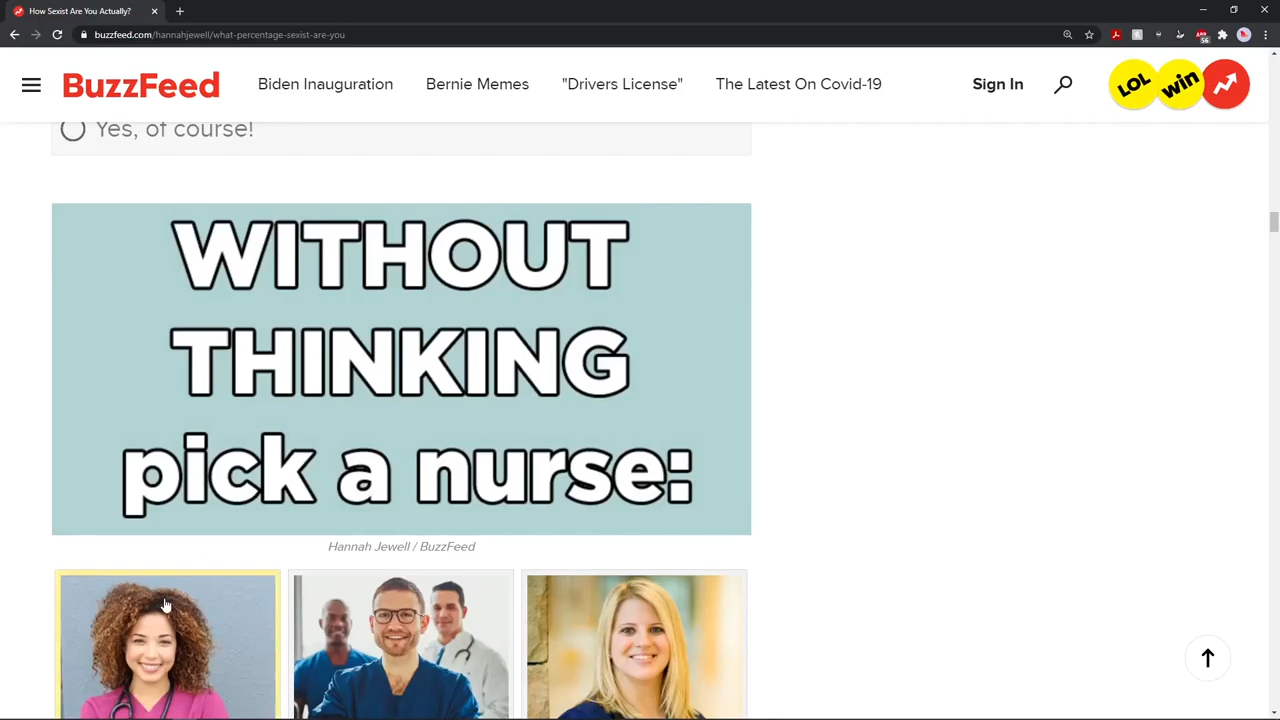 How Sexist Are You Actually?
buzzfeed.com/hannahjewell/what-percentage-sexist-are-you
BuzzFeed
Biden Inauguration
Bernie Memes
"Drivers License"
The Latest On Covid-19
Sign In
LOL
win
Yes, of course!
WITHOUT
THINKING
pick a nurse:
Hannah Jewell / BuzzFeed